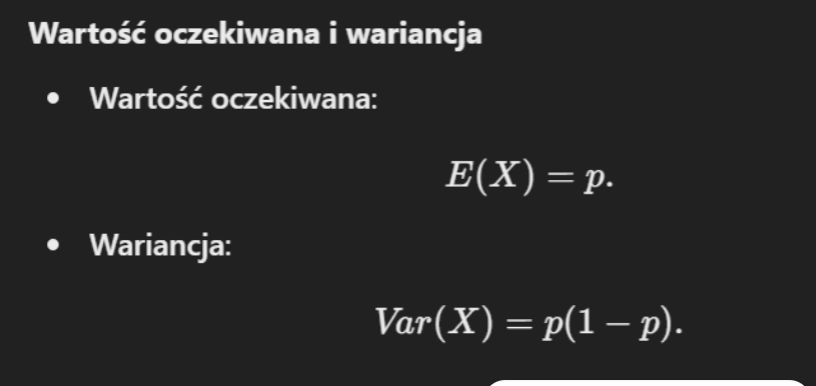 Wartość oczekiwana i wariancja
• Wartość oczekiwana:
E(X) = p.
• Wariancja:
Var(X) = p(1 − p).